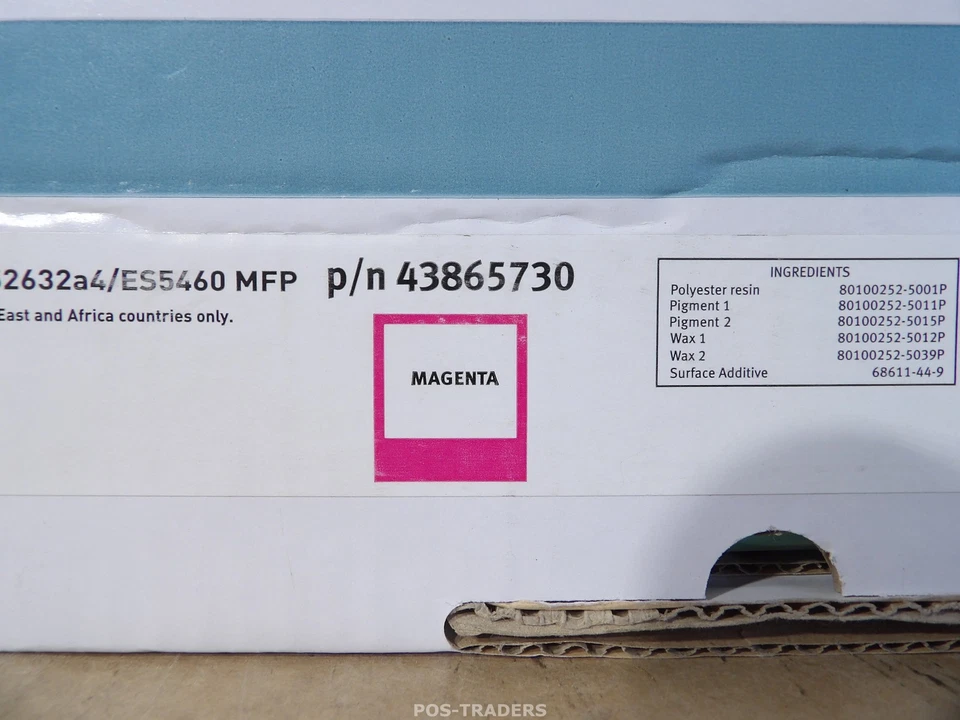 2632a4/ES5460 MFP p/n 43865730
East and Africa countries only.
MAGENTA
INGREDIENTS
Polyester resin 80100252-5001P
Pigment 1 80100252-5011P
Pigment 2 80100252-5015P
Wax 1 80100252-5012P
Wax 2 80100252-5039P
Surface Additive 68611-44-9
POS-TRADERS